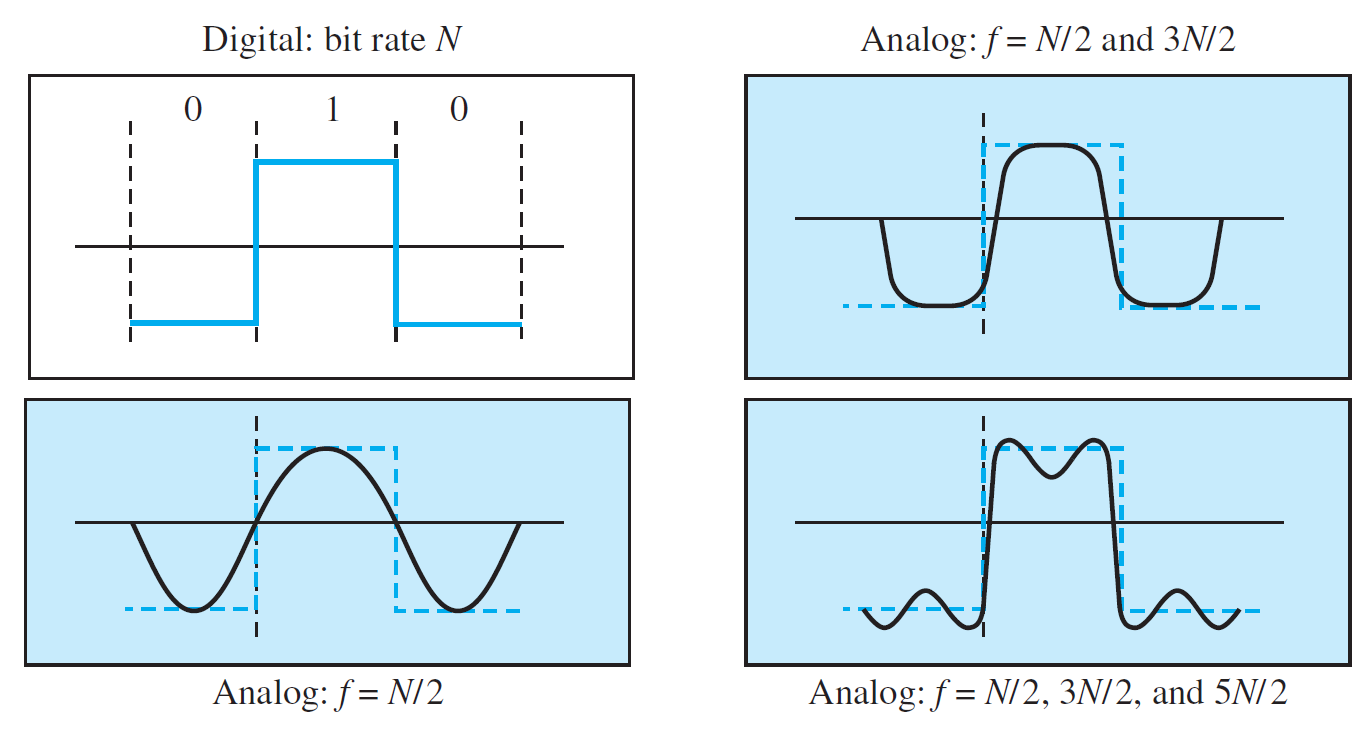 Digital: bit rate N
0 1 0
Analog: f = N/2 and 3N/2
Analog: f = N/2
Analog: f = N/2, 3N/2, and 5N/2